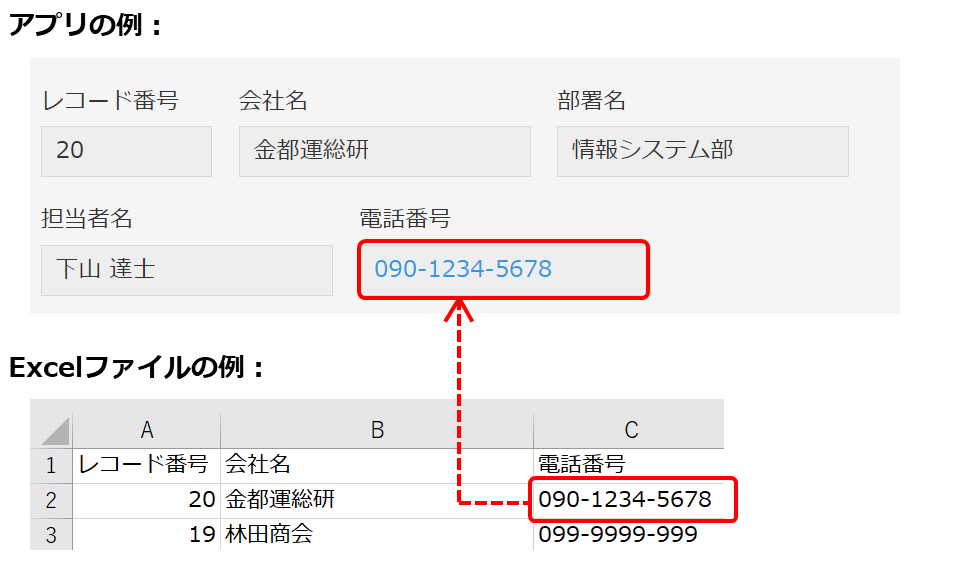 アプリの例：
レコード番号 会社名 部署名
20 金都運総研 情報システム部
担当者名 電話番号
下山 達士 090-1234-5678
Excelファイルの例：
A B C
1 レコード番号 会社名 電話番号
2 20 金都運総研 090-1234-5678
3 19 林田商会 099-9999-999